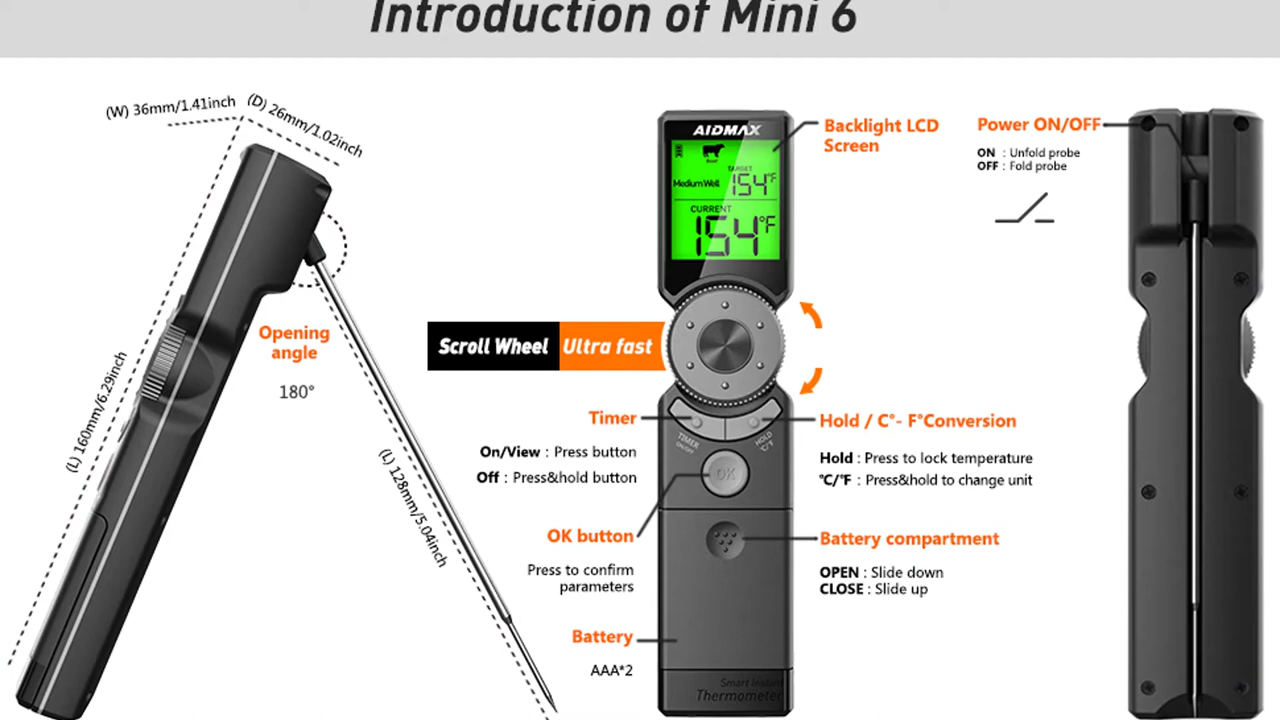 Introduction of Mini 6
(W) 36mm/1.41inch
(D) 26mm/1.02inch
(L) 160mm/6.29inch
Opening
angle
180°
(L) 128mm/5.04inch
AIDMAX
Beef
TARGET
Medium Well 154°F
CURRENT
154°F
Backlight LCD
Screen
Power ON/OFF
ON : Unfold probe
OFF : Fold probe
Scroll Wheel Ultra fast
Timer
On/View : Press button
Off : Press&hold button
TIMER
ON/OFF
HOLD
°C/°F
OK
Hold / C°- F°Conversion
Hold : Press to lock temperature
°C/°F : Press&hold to change unit
OK button
Press to confirm
parameters
Battery compartment
OPEN : Slide down
CLOSE : Slide up
Battery
AAA*2
Smart Instant
Thermometer